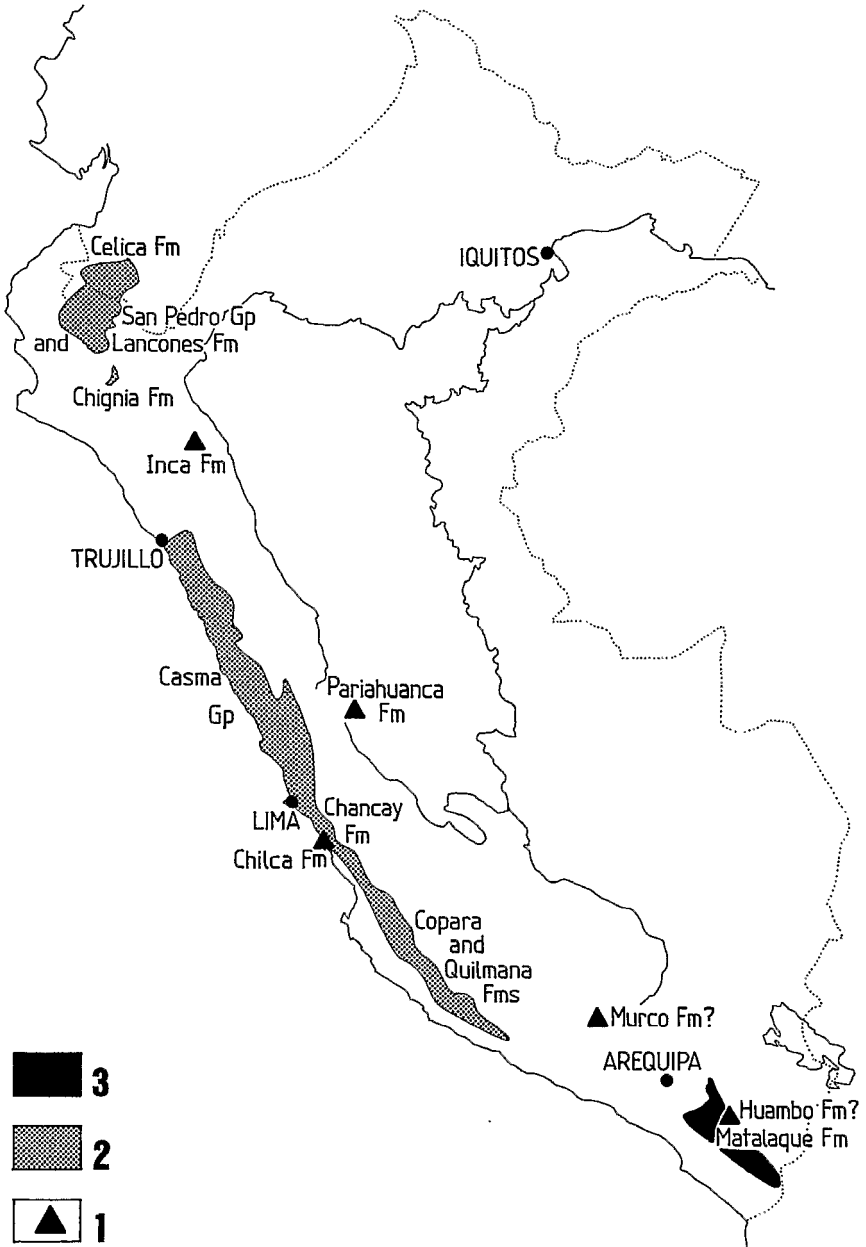 Celica Fm
IQUITOS
San Pedro Gp
and Lancones Fm
Chignia Fm
Inca Fm
TRUJILLO
Casma
Gp
Pariahuanca
Fm
LIMA
Chancay
Fm
Chilca Fm
Copara
and
Quilmana
Fms
Murco Fm?
AREQUIPA
Huambo Fm?
Matalaque Fm
3
2
1